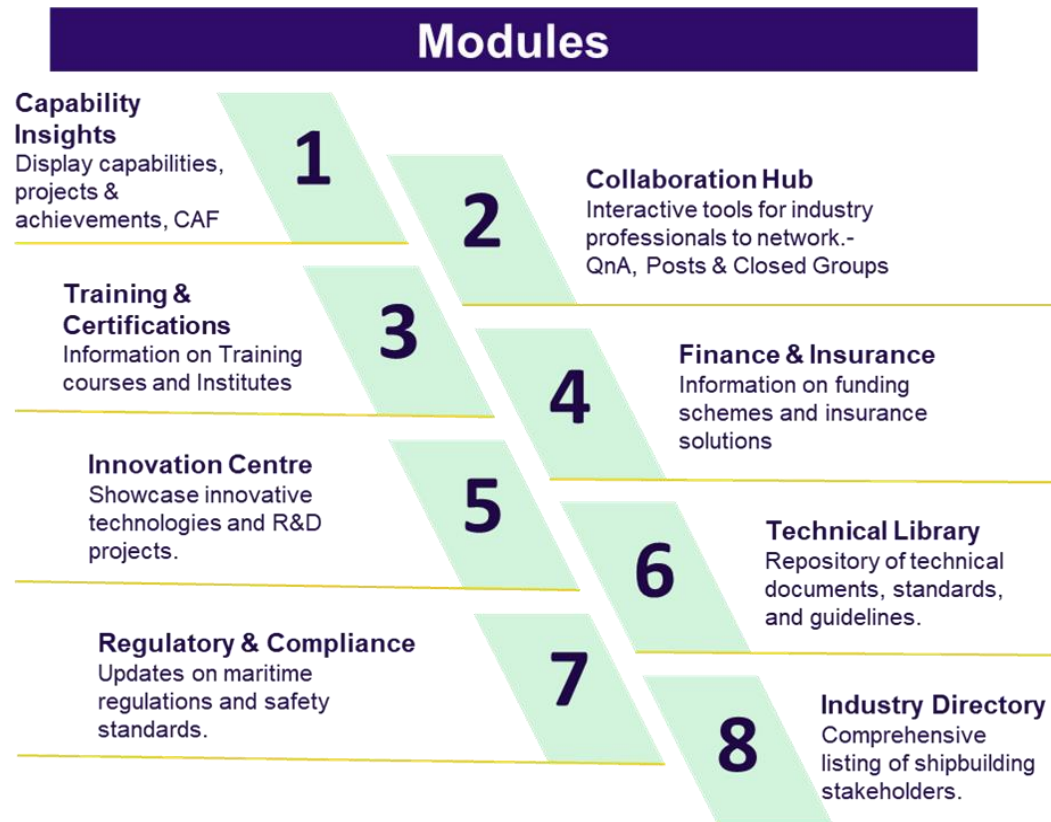 Modules
Capability
Insights
Display capabilities,
projects &
achievements, CAF
1
2
Collaboration Hub
Interactive tools for industry
professionals to network.-
QnA, Posts & Closed Groups
Training &
Certifications
Information on Training
courses and Institutes
3
4
Finance & Insurance
Information on funding
schemes and insurance
solutions
Innovation Centre
Showcase innovative
technologies and R&D
projects.
5
6
Technical Library
Repository of technical
documents, standards,
and guidelines.
Regulatory & Compliance
Updates on maritime
regulations and safety
standards.
7
8
Industry Directory
Comprehensive
listing of shipbuilding
stakeholders.